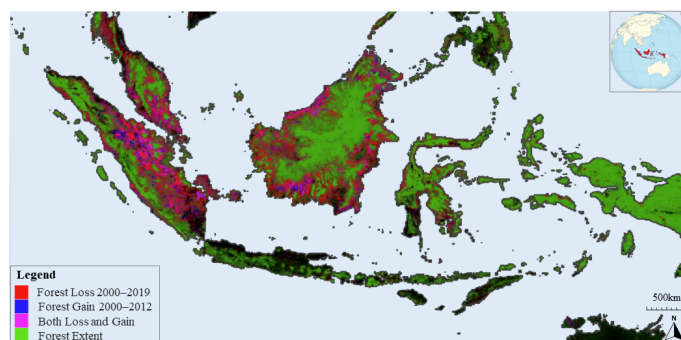 Legend
Forest Loss 2000–2019
Forest Gain 2000–2012
Both Loss and Gain
Forest Extent
500km
N